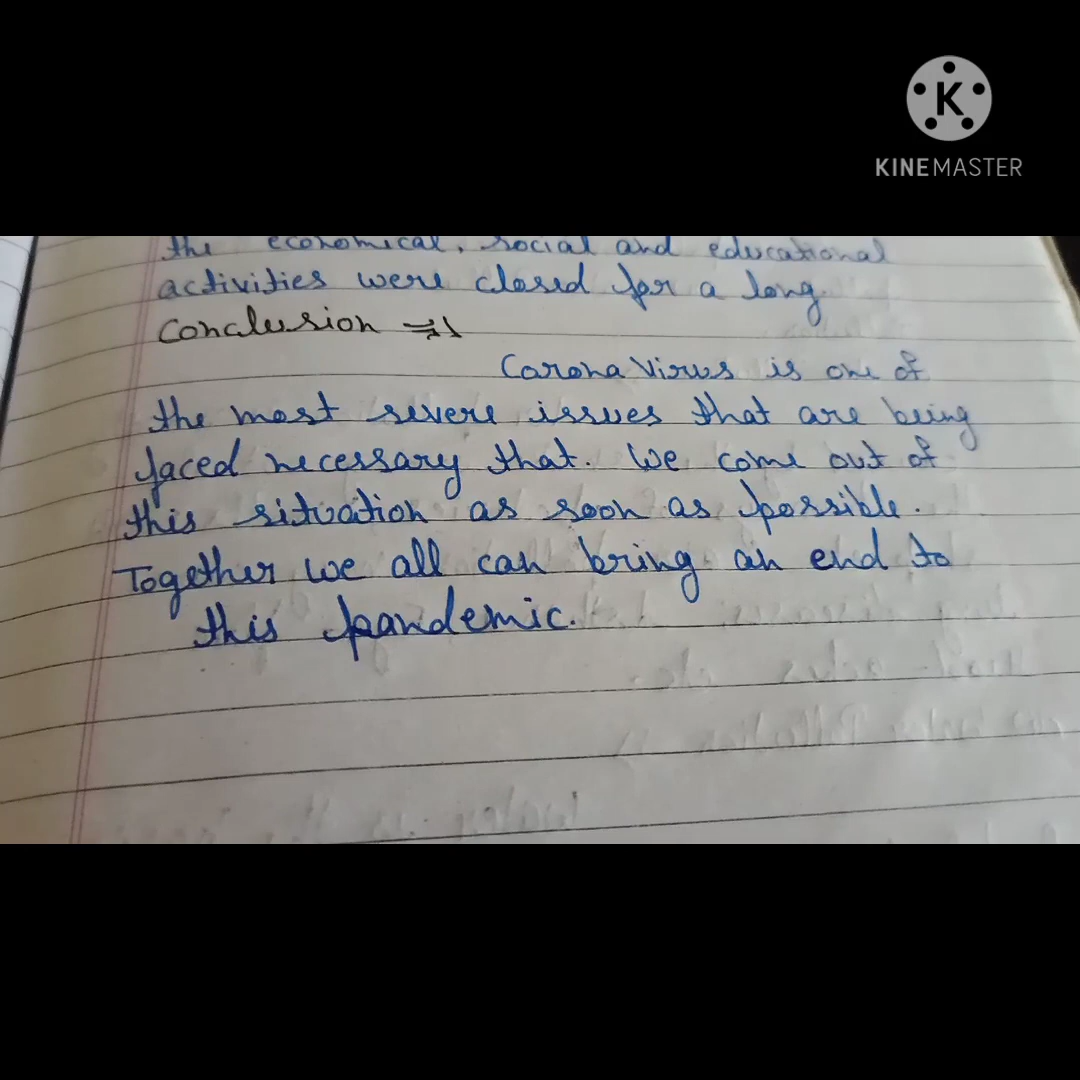 K
KINEMASTER
the economical, social and educational
activities were closed for a long.
Conclusion ⇒
Corona Virus is one of
the most severe issues that are being
faced necessary that. We come out of
this situation as soon as possible.
Together we all can bring an end to
this pandemic.